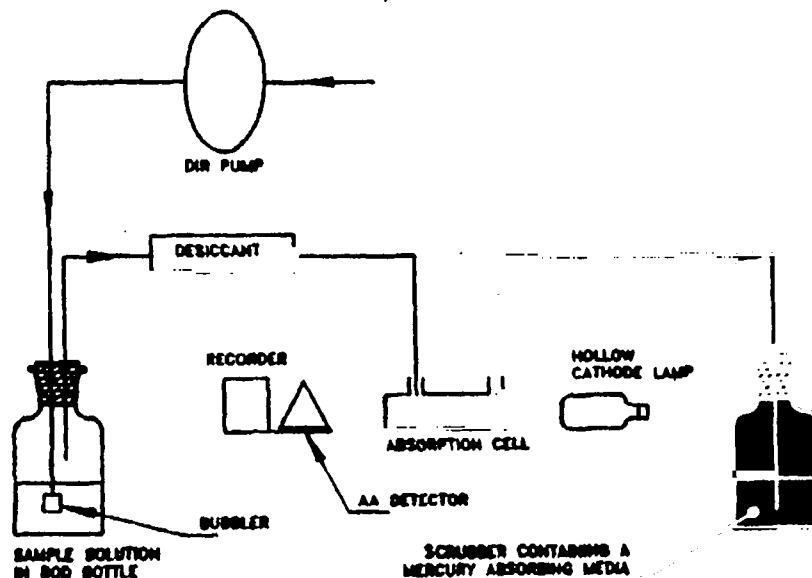 DIR PUMP
DESICCANT
RECORDER
HOLLOW
CATHODE LAMP
ABSORPTION CELL
AA DETECTOR
BUBBLER
SAMPLE SOLUTION
IN BOD BOTTLE
SCRUBBER CONTAINING A
MERCURY ABSORBING MEDIA